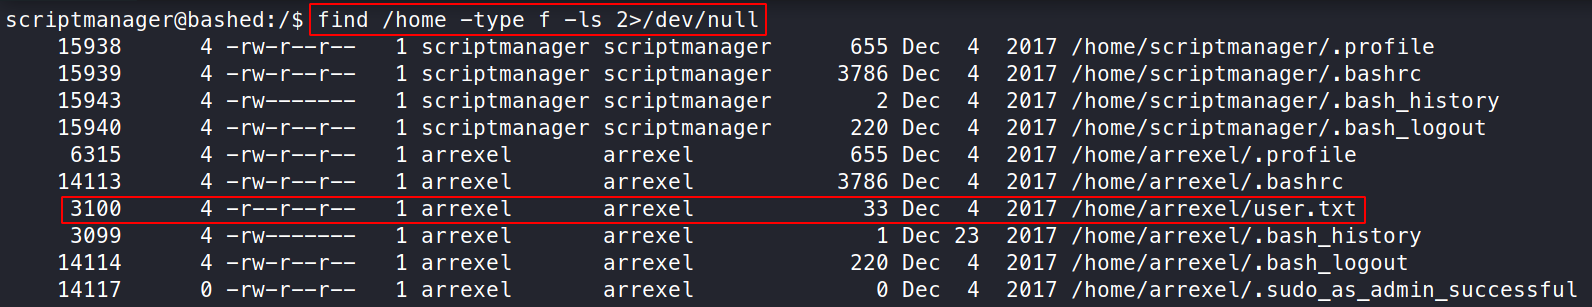 scriptmanager@bashed:/$ find /home -type f -ls 2>/dev/null
15938 4 -rw-r--r-- 1 scriptmanager scriptmanager 655 Dec 4 2017 /home/scriptmanager/.profile
15939 4 -rw-r--r-- 1 scriptmanager scriptmanager 3786 Dec 4 2017 /home/scriptmanager/.bashrc
15943 4 -rw------- 1 scriptmanager scriptmanager 2 Dec 4 2017 /home/scriptmanager/.bash_history
15940 4 -rw-r--r-- 1 scriptmanager scriptmanager 220 Dec 4 2017 /home/scriptmanager/.bash_logout
6315 4 -rw-r--r-- 1 arrexel arrexel 655 Dec 4 2017 /home/arrexel/.profile
14113 4 -rw-r--r-- 1 arrexel arrexel 3786 Dec 4 2017 /home/arrexel/.bashrc
3100 4 -r--r--r-- 1 arrexel arrexel 33 Dec 4 2017 /home/arrexel/user.txt
3099 4 -rw------- 1 arrexel arrexel 1 Dec 23 2017 /home/arrexel/.bash_history
14114 4 -rw-r--r-- 1 arrexel arrexel 220 Dec 4 2017 /home/arrexel/.bash_logout
14117 0 -rw-r--r-- 1 arrexel arrexel 0 Dec 4 2017 /home/arrexel/.sudo_as_admin_successful